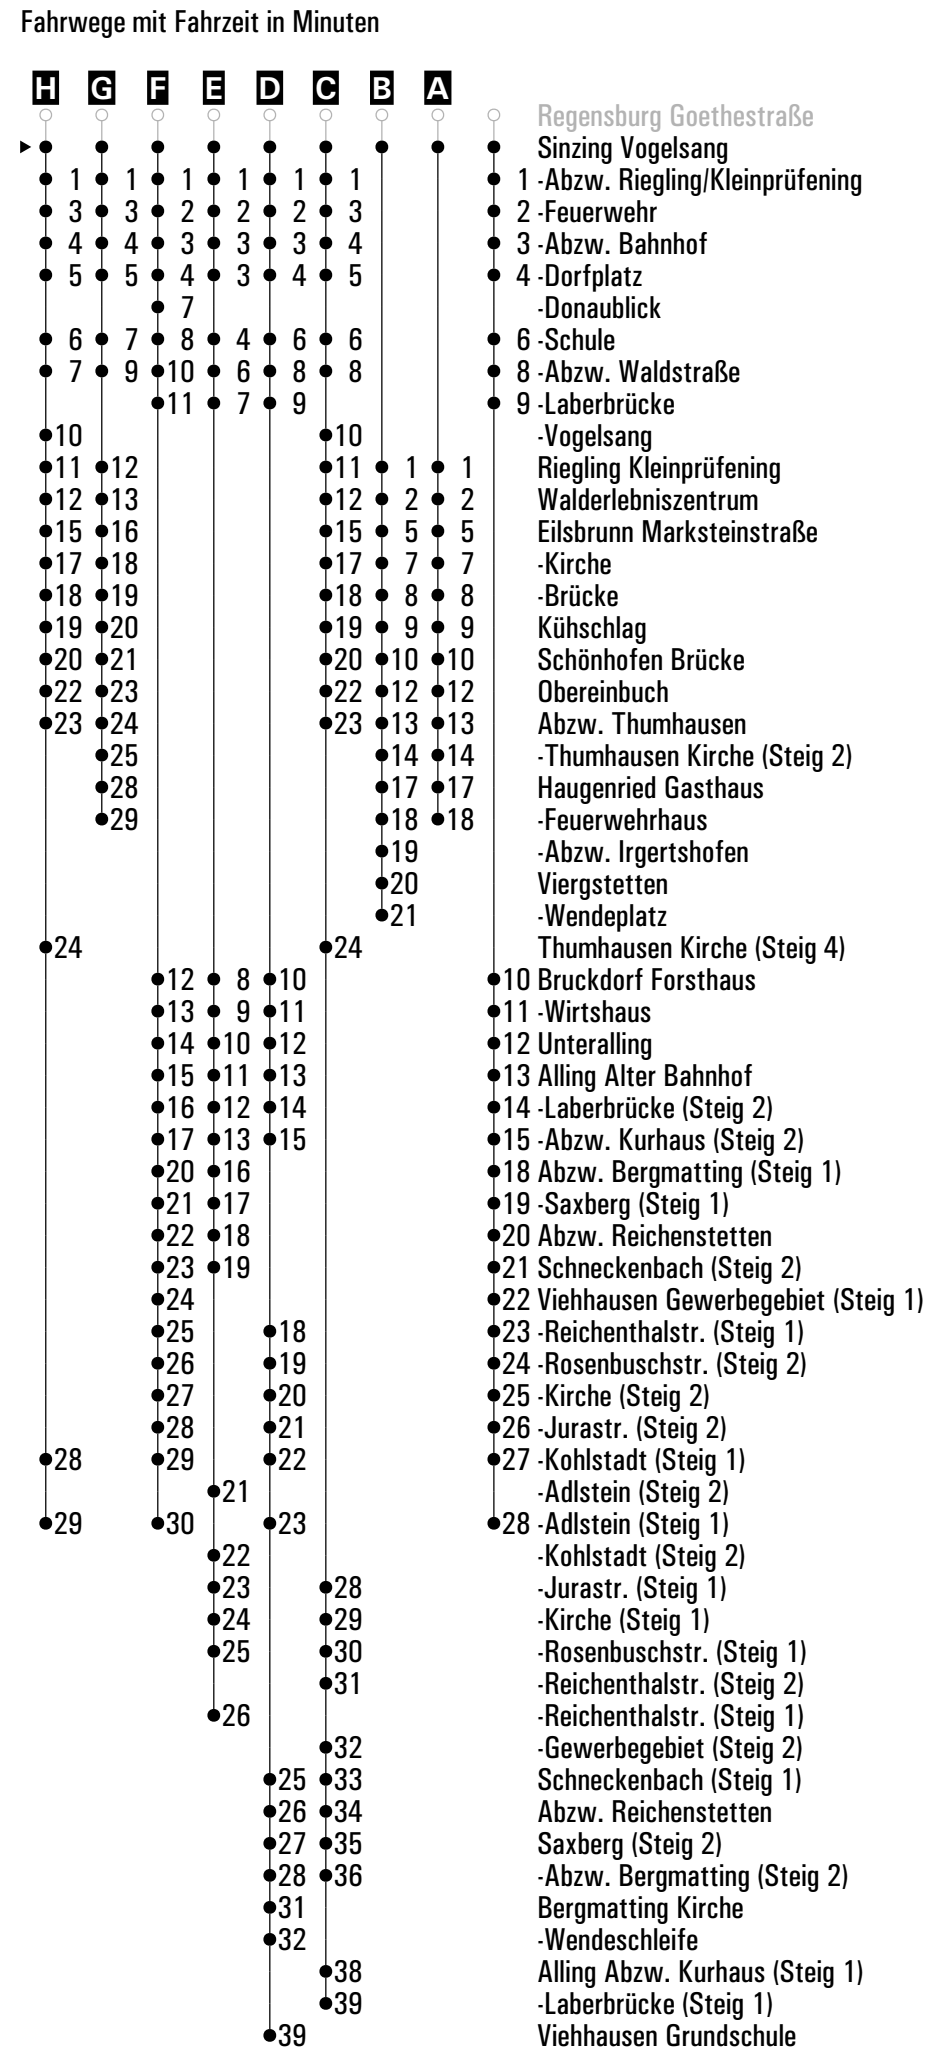 Fahrwege mit Fahrzeit in Minuten
H G F E D C B A
Regensburg Goethestraße
Sinzing Vogelsang
1 1 1 1 1 1 1 -Abzw. Riegling/Kleinprüfening
3 3 2 2 2 3 2 -Feuerwehr
4 4 3 3 3 4 3 -Abzw. Bahnhof
5 5 4 3 4 5 4 -Dorfplatz
7 -Donaublick
6 7 8 4 6 6 6 -Schule
7 9 10 6 8 8 8 -Abzw. Waldstraße
11 7 9 9 -Laberbrücke
10 10 -Vogelsang
11 12 11 1 1 Riegling Kleinprüfening
12 13 12 2 2 Walderlebniszentrum
15 16 15 5 5 Eilsbrunn Marksteinstraße
17 18 17 7 7 -Kirche
18 19 18 8 8 -Brücke
19 20 19 9 9 Kühschlag
20 21 20 10 10 Schönhofen Brücke
22 23 22 12 12 Obereinbuch
23 24 23 13 13 Abzw. Thumhausen
25 14 14 -Thumhausen Kirche (Steig 2)
28 17 17 Haugenried Gasthaus
29 18 18 -Feuerwehrhaus
19 -Abzw. Irgertshofen
20 Viergstetten
21 -Wendeplatz
24 24 Thumhausen Kirche (Steig 4)
12 8 10 10 Bruckdorf Forsthaus
13 9 11 11 -Wirtshaus
14 10 12 12 Unteralling
15 11 13 13 Alling Alter Bahnhof
16 12 14 14 -Laberbrücke (Steig 2)
17 13 15 15 -Abzw. Kurhaus (Steig 2)
20 16 18 Abzw. Bergmatting (Steig 1)
21 17 19 -Saxberg (Steig 1)
22 18 20 Abzw. Reichenstetten
23 19 21 Schneckenbach (Steig 2)
24 22 Viehhausen Gewerbegebiet (Steig 1)
25 18 23 -Reichenthalstr. (Steig 1)
26 19 24 -Rosenbuschstr. (Steig 2)
27 20 25 -Kirche (Steig 2)
28 21 26 -Jurastr. (Steig 2)
28 29 22 27 -Kohlstadt (Steig 1)
21 -Adlstein (Steig 2)
29 30 23 28 -Adlstein (Steig 1)
22 -Kohlstadt (Steig 2)
23 28 -Jurastr. (Steig 1)
24 29 -Kirche (Steig 1)
25 30 -Rosenbuschstr. (Steig 1)
31 -Reichenthalstr. (Steig 2)
26 -Reichenthalstr. (Steig 1)
32 -Gewerbegebiet (Steig 2)
25 33 Schneckenbach (Steig 1)
26 34 Abzw. Reichenstetten
27 35 Saxberg (Steig 2)
28 36 -Abzw. Bergmatting (Steig 2)
31 Bergmatting Kirche
32 -Wendeschleife
38 Alling Abzw. Kurhaus (Steig 1)
39 -Laberbrücke (Steig 1)
39 Viehhausen Grundschule